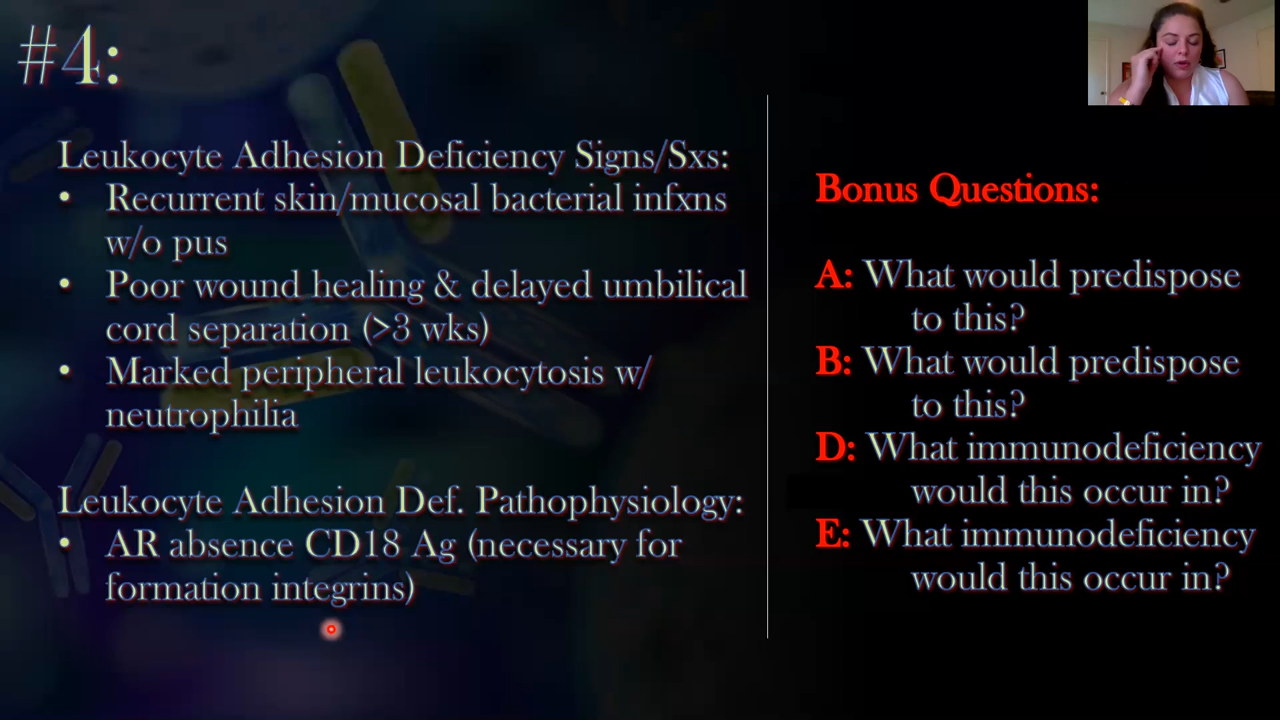 #4:
Leukocyte Adhesion Deficiency Signs/Sxs:
• Recurrent skin/mucosal bacterial infxns
w/o pus
• Poor wound healing & delayed umbilical
cord separation (>3 wks)
• Marked peripheral leukocytosis w/
neutrophilia
Leukocyte Adhesion Def. Pathophysiology:
• AR absence CD18 Ag (necessary for
formation integrins)
Bonus Questions:
A: What would predispose
to this?
B: What would predispose
to this?
D: What immunodeficiency
would this occur in?
E: What immunodeficiency
would this occur in?